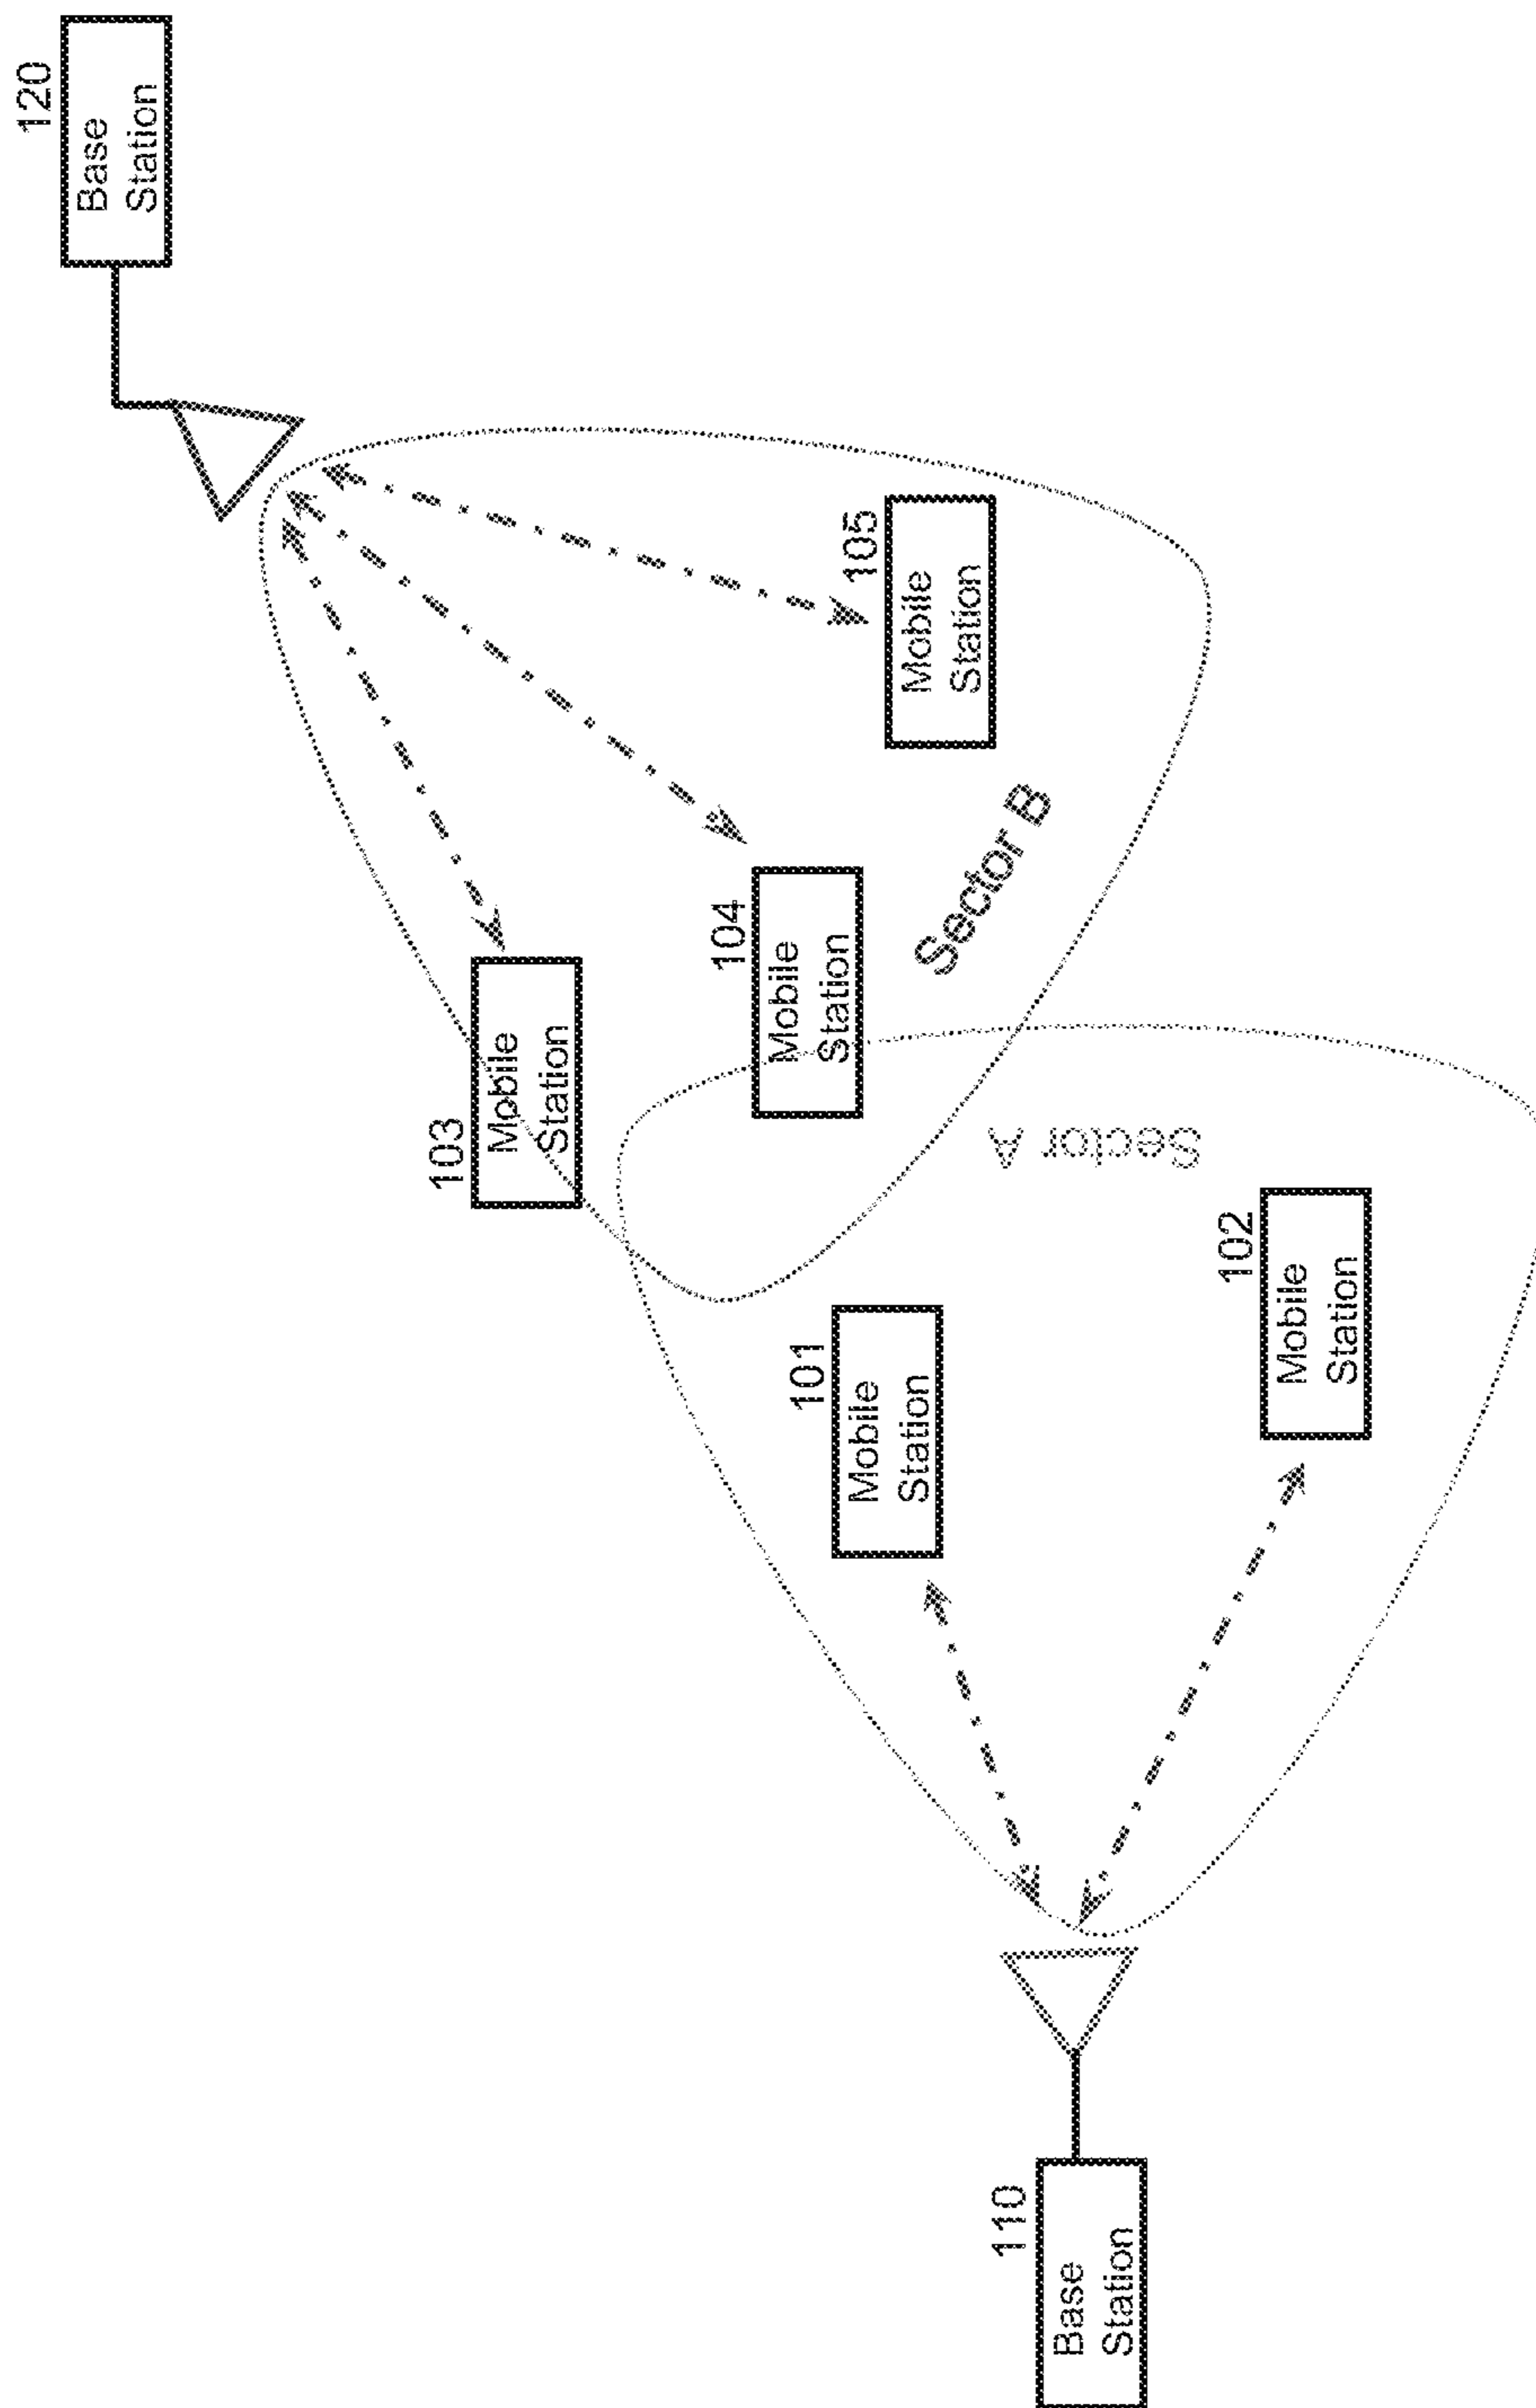 120
Base
Station
105
Mobile
Station
104
Mobile
Station
Sector B
103
Mobile
Station
Sector A
102
Mobile
Station
101
Mobile
Station
110
Base
Station